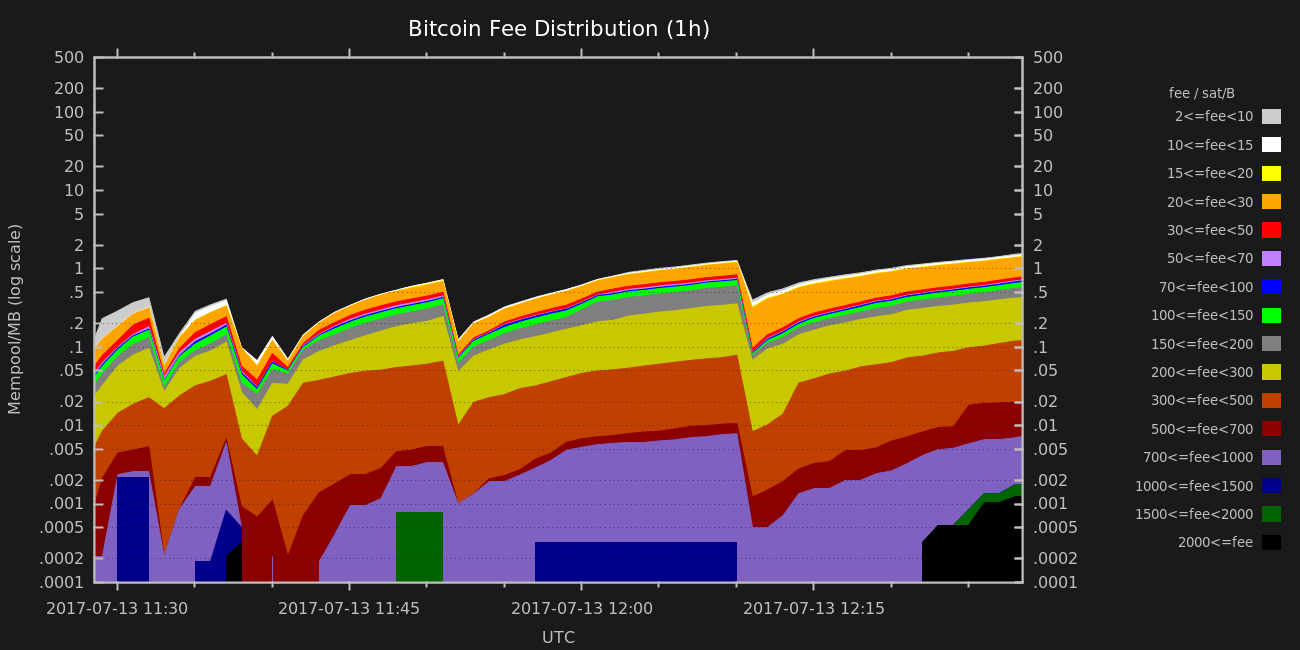 Bitcoin Fee Distribution (1h)
500
200
100
50
20
10
5
2
1
.5
.2
.1
.05
.02
.01
.005
.002
.001
.0005
.0002
.0001
Mempool/MB (log scale)
500
200
100
50
20
10
5
2
1
.5
.2
.1
.05
.02
.01
.005
.002
.001
.0005
.0002
.0001
2017-07-13 11:30 2017-07-13 11:45 2017-07-13 12:00 2017-07-13 12:15
UTC
fee / sat/B
2<=fee<10
10<=fee<15
15<=fee<20
20<=fee<30
30<=fee<50
50<=fee<70
70<=fee<100
100<=fee<150
150<=fee<200
200<=fee<300
300<=fee<500
500<=fee<700
700<=fee<1000
1000<=fee<1500
1500<=fee<2000
2000<=fee